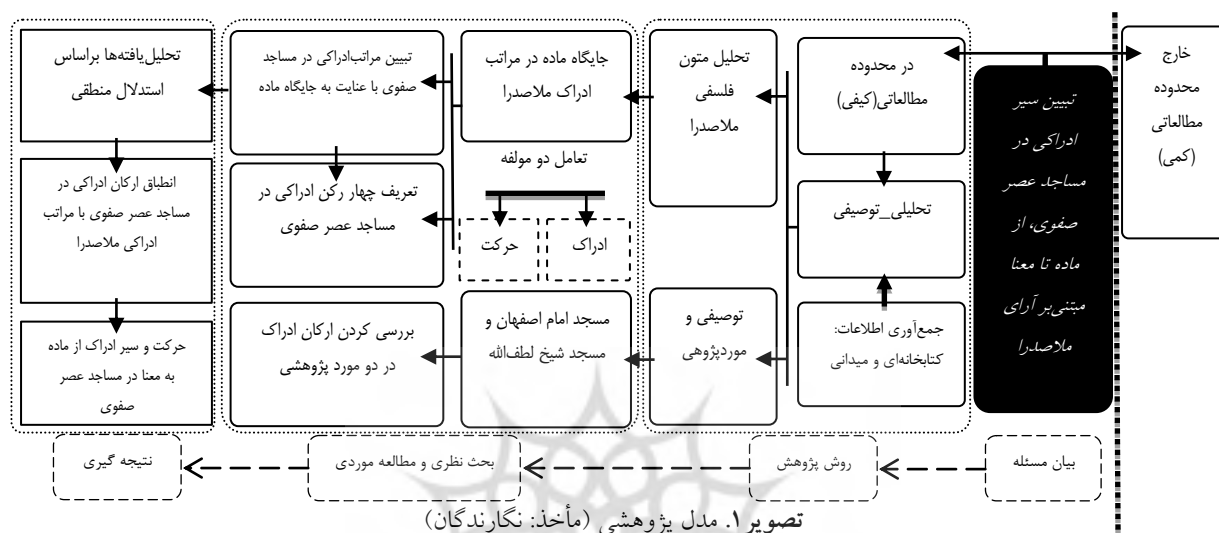 خارج
محدوده
مطالعاتی
(کمی)
تبیین سیر
ادراکی در
مساجد عصر
صفوی، از
ماده تا معنا
مبتنی‌بر آرای
ملاصدرا
در محدوده
مطالعاتی(کیفی)
تحلیلی_توصیفی
جمع‌آوری اطلاعات:
کتابخانه‌ای و میدانی
تحلیل متون
فلسفی
ملاصدرا
توصیفی و
موردپژوهی
جایگاه ماده در مراتب
ادراک ملاصدرا
تعامل دو مولفه
ادراک
حرکت
مسجد امام اصفهان و
مسجد شیخ لطف‌الله
تبیین مراتب‌ادراکی در مساجد
صفوی با عنایت به جایگاه ماده
تعریف چهار رکن ادراکی در
مساجد عصر صفوی
بررسی کردن ارکان ادراک
در دو مورد پژوهشی
تحلیل‌یافته‌ها براساس
استدلال منطقی
انطباق ارکان ادراکی در
مساجد عصر صفوی با مراتب
ادراکی ملاصدرا
حرکت و سیر ادراک از ماده
به معنا در مساجد عصر
صفوی
بیان مسئله
روش پژوهش
بحث نظری و مطالعه موردی
نتیجه گیری
تصویر ۱. مدل پژوهشی (مأخذ: نگارندگان)